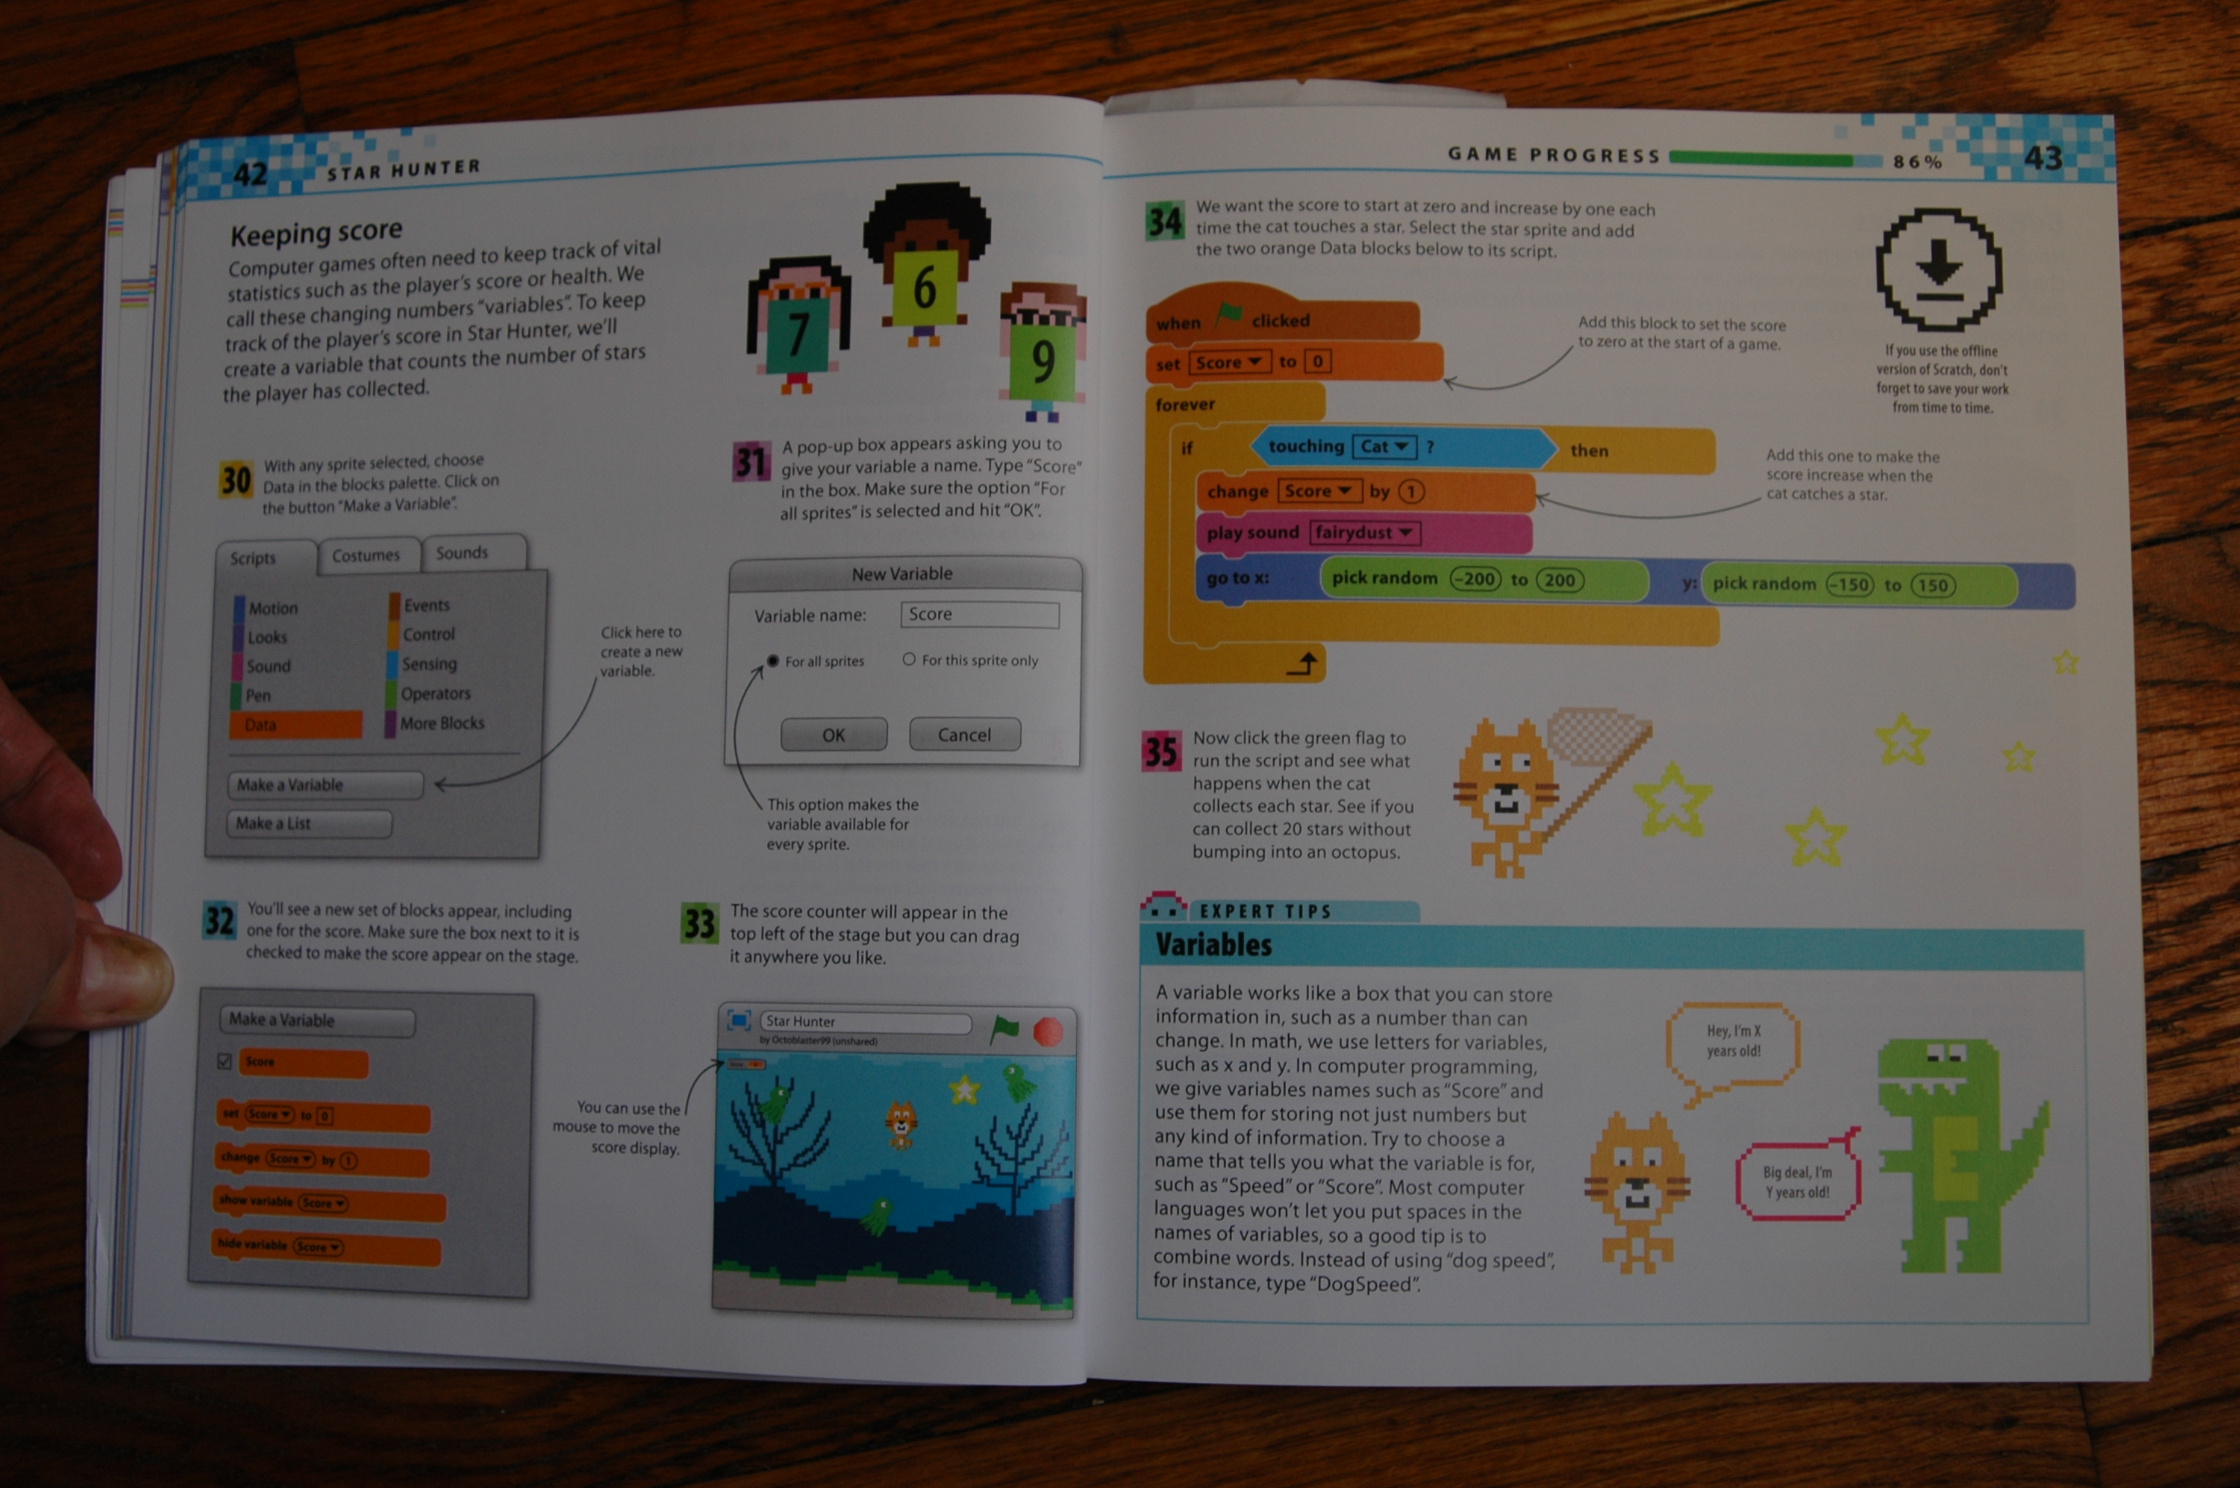 42 STAR HUNTER
Keeping score
Computer games often need to keep track of vital
statistics such as the player's score or health. We
call these changing numbers “variables”. To keep
track of the player's score in Star Hunter, we'll
create a variable that counts the number of stars
the player has collected.
7
6
9
30
With any sprite selected, choose
Data in the blocks palette. Click on
the button “Make a Variable”.
Scripts Costumes Sounds
Motion Events
Looks Control
Sound Sensing
Pen Operators
Data More Blocks
Make a Variable
Make a List
Click here to
create a new
variable.
31
A pop-up box appears asking you to
give your variable a name. Type “Score”
in the box. Make sure the option “For
all sprites” is selected and hit “OK”.
New Variable
Variable name: Score
For all sprites For this sprite only
OK Cancel
This option makes the
variable available for
every sprite.
32
You'll see a new set of blocks appear, including
one for the score. Make sure the box next to it is
checked to make the score appear on the stage.
Make a Variable
Score
set Score to 0
change Score by 1
show variable Score
hide variable Score
33
The score counter will appear in the
top left of the stage but you can drag
it anywhere you like.
Star Hunter
by Octoblaster99 (unshared)
You can use the
mouse to move the
score display.
GAME PROGRESS 86% 43
34
We want the score to start at zero and increase by one each
time the cat touches a star. Select the star sprite and add
the two orange Data blocks below to its script.
when clicked
set Score to 0
forever
if touching Cat ? then
change Score by 1
play sound fairydust
go to x: pick random -200 to 200 y: pick random -150 to 150
Add this block to set the score
to zero at the start of a game.
Add this one to make the
score increase when the
cat catches a star.
If you use the offline
version of Scratch, don't
forget to save your work
from time to time.
35
Now click the green flag to
run the script and see what
happens when the cat
collects each star. See if you
can collect 20 stars without
bumping into an octopus.
EXPERT TIPS
Variables
A variable works like a box that you can store
information in, such as a number than can
change. In math, we use letters for variables,
such as x and y. In computer programming,
we give variables names such as “Score” and
use them for storing not just numbers but
any kind of information. Try to choose a
name that tells you what the variable is for,
such as “Speed” or “Score”. Most computer
languages won't let you put spaces in the
names of variables, so a good tip is to
combine words. Instead of using “dog speed”,
for instance, type “DogSpeed”.
Hey, I'm X
years old!
Big deal, I'm
Y years old!